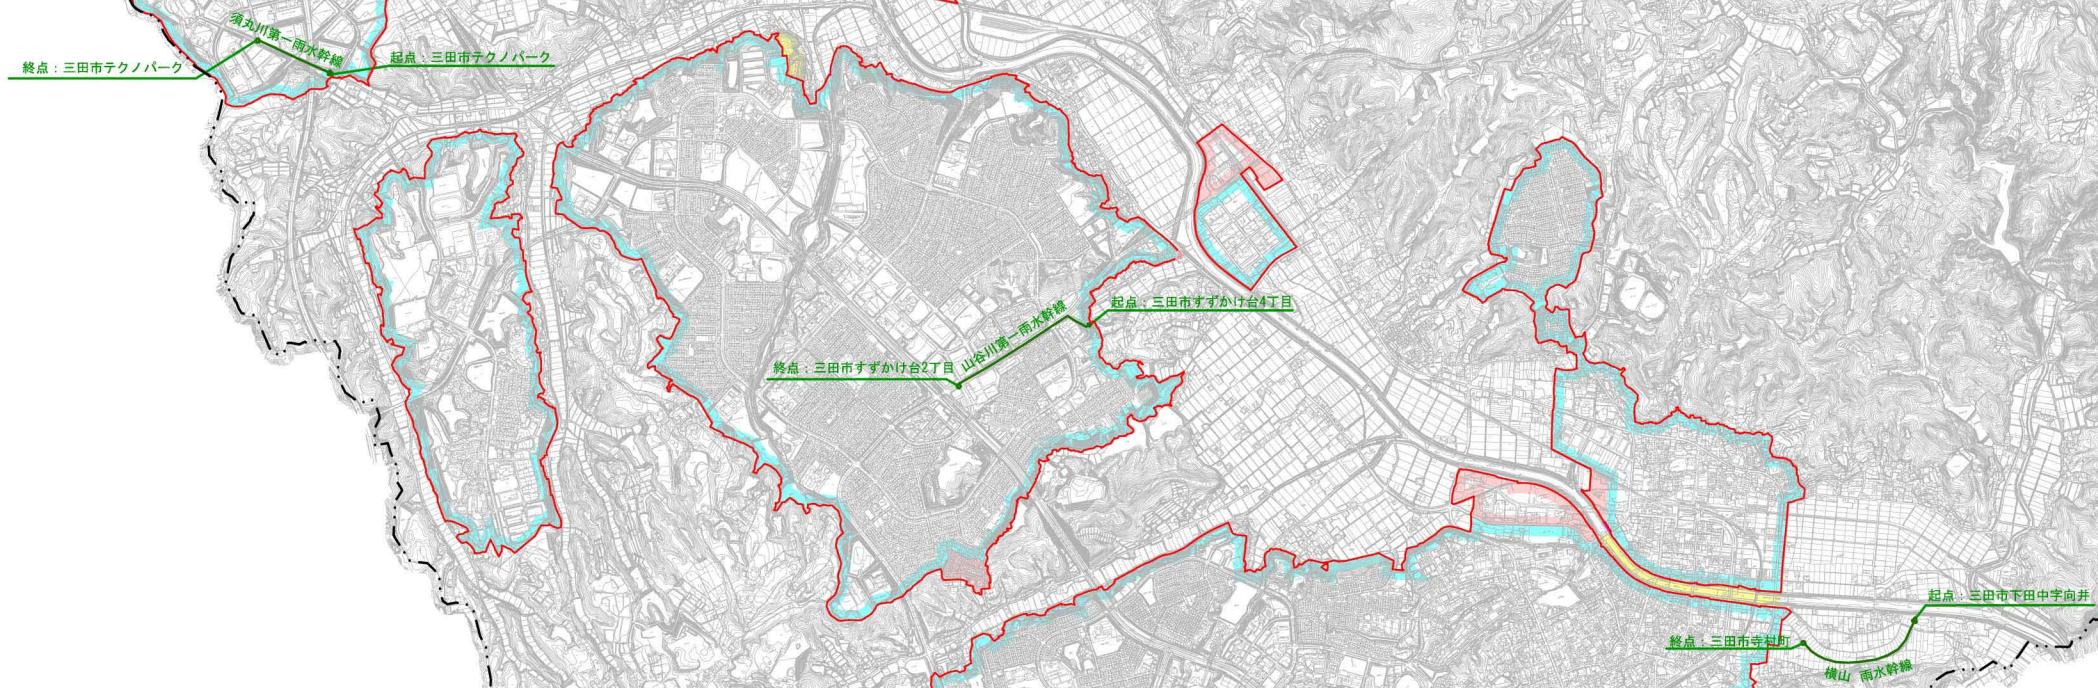 須丸川第一雨水幹線
終点：三田市テクノパーク
起点：三田市テクノパーク
起点：三田市すずかけ台4丁目
山谷川第一雨水幹線
終点：三田市すずかけ台2丁目
起点：三田市下田中字向井
終点：三田市寺村町
横山 雨水幹線